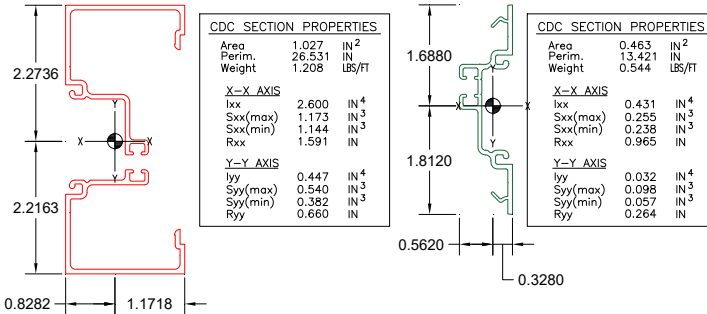 2.2736
2.2163
0.8282
1.1718
X
X
Y
Y
CDC SECTION PROPERTIES
Area 1.027 IN2
Perim. 26.531 IN
Weight 1.208 LBS/FT
X-X AXIS
Ixx 2.600 IN4
Sxx(max) 1.173 IN3
Sxx(min) 1.144 IN3
Rxx 1.591 IN
Y-Y AXIS
Iyy 0.447 IN4
Syy(max) 0.540 IN3
Syy(min) 0.382 IN3
Ryy 0.660 IN
1.6880
1.8120
0.5620
0.3280
X
X
Y
Y
CDC SECTION PROPERTIES
Area 0.463 IN2
Perim. 13.421 IN
Weight 0.544 LBS/FT
X-X AXIS
Ixx 0.431 IN4
Sxx(max) 0.255 IN3
Sxx(min) 0.238 IN3
Rxx 0.965 IN
Y-Y AXIS
Iyy 0.032 IN4
Syy(max) 0.098 IN3
Syy(min) 0.057 IN3
Ryy 0.264 IN